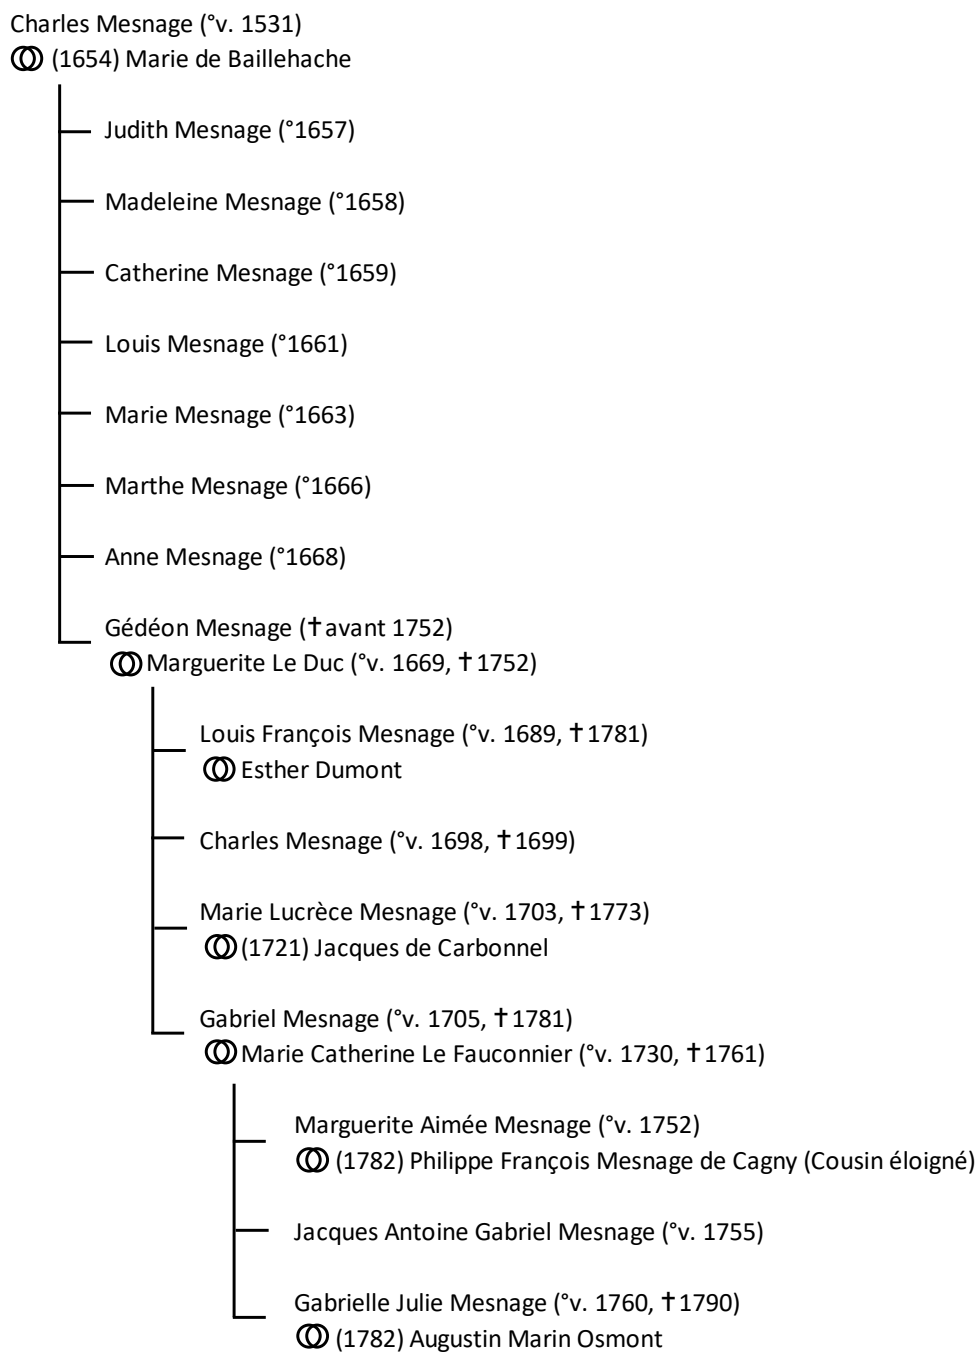 Charles Mesnage (°v. 1531)
(1654) Marie de Baillehache
Judith Mesnage (°1657)
Madeleine Mesnage (°1658)
Catherine Mesnage (°1659)
Louis Mesnage (°1661)
Marie Mesnage (°1663)
Marthe Mesnage (°1666)
Anne Mesnage (°1668)
Gédéon Mesnage (✝avant 1752)
Marguerite Le Duc (°v. 1669, ✝1752)
Louis François Mesnage (°v. 1689, ✝1781)
Esther Dumont
Charles Mesnage (°v. 1698, ✝1699)
Marie Lucrèce Mesnage (°v. 1703, ✝1773)
(1721) Jacques de Carbonnel
Gabriel Mesnage (°v. 1705, ✝1781)
Marie Catherine Le Fauconnier (°v. 1730, ✝1761)
Marguerite Aimée Mesnage (°v. 1752)
(1782) Philippe François Mesnage de Cagny (Cousin éloigné)
Jacques Antoine Gabriel Mesnage (°v. 1755)
Gabrielle Julie Mesnage (°v. 1760, ✝1790)
(1782) Augustin Marin Osmont